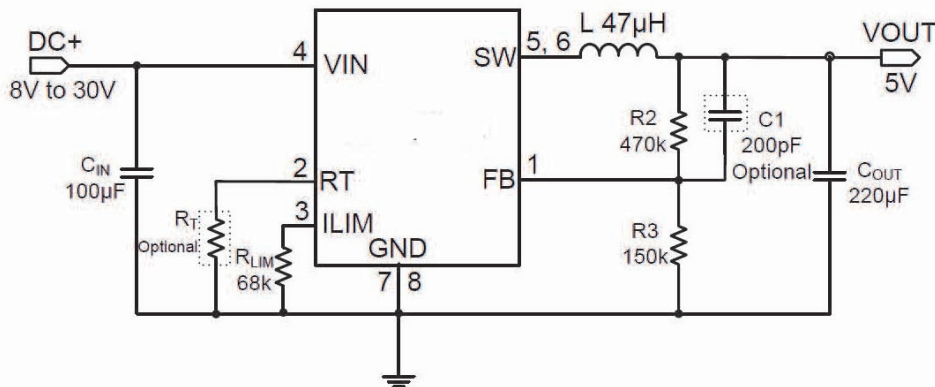 DC+
8V to 30V
CIN
100µF
RT
Optional
RLIM
68k
4
VIN
2
RT
3
ILIM
GND
7
8
5, 6
SW
1
FB
L 47µH
R2
470k
C1
200pF
Optional
R3
150k
COUT
220µF
VOUT
5V